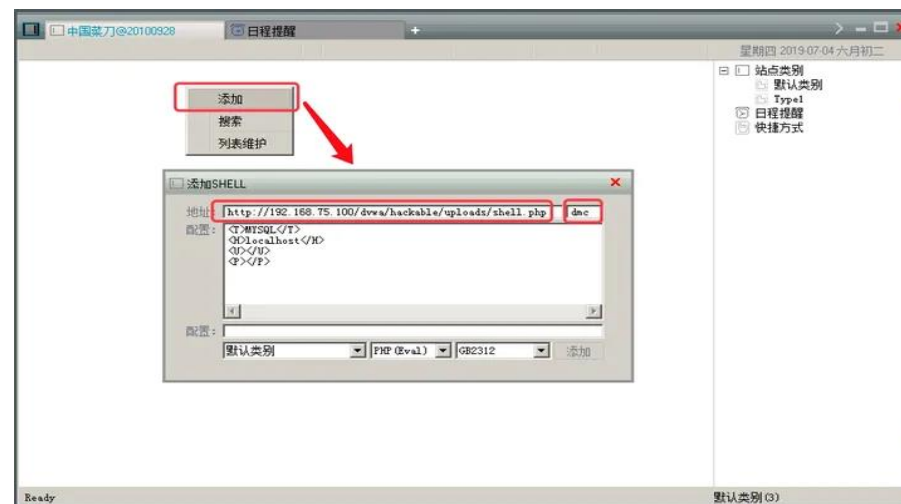 中国菜刀@20100928
日程提醒
+
星期四 2019-07-04 六月初二
添加
搜索
列表维护
站点类别
默认类别
Type1
日程提醒
快捷方式
添加SHELL
地址: http://192.168.75.100/dvwa/hackable/uploads/shell.php dmc
配置: <T>MYSQL</T>
<H>localhost</H>
<U></U>
<P></P>
配置:
默认类别 PHP(Eval) GB2312 添加
Ready 默认类别(3)